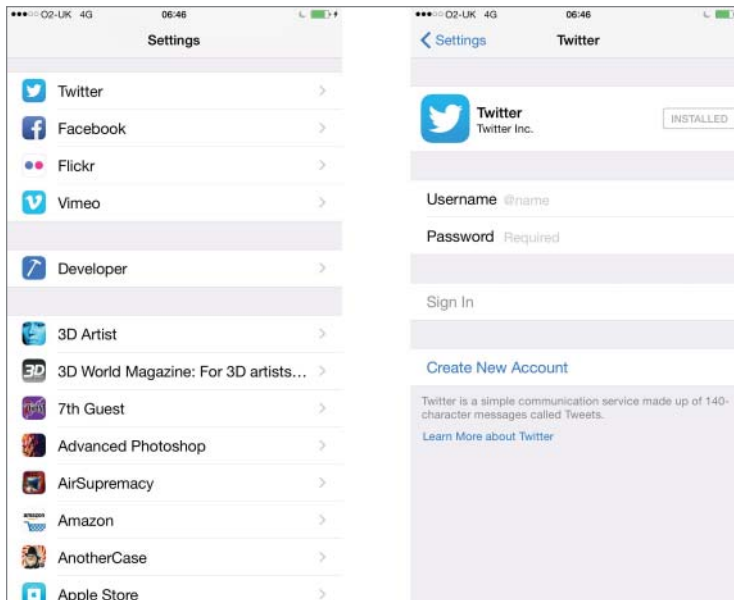 O2-UK 4G 06:46
Settings
Twitter
Facebook
Flickr
Vimeo
Developer
3D Artist
3D World Magazine: For 3D artists...
7th Guest
Advanced Photoshop
AirSupremacy
Amazon
AnotherCase
Apple Store
O2-UK 4G 06:46
Settings Twitter
Twitter
Twitter Inc.
INSTALLED
Username @name
Password Required
Sign In
Create New Account
Twitter is a simple communication service made up of 140-
character messages called Tweets.
Learn More about Twitter